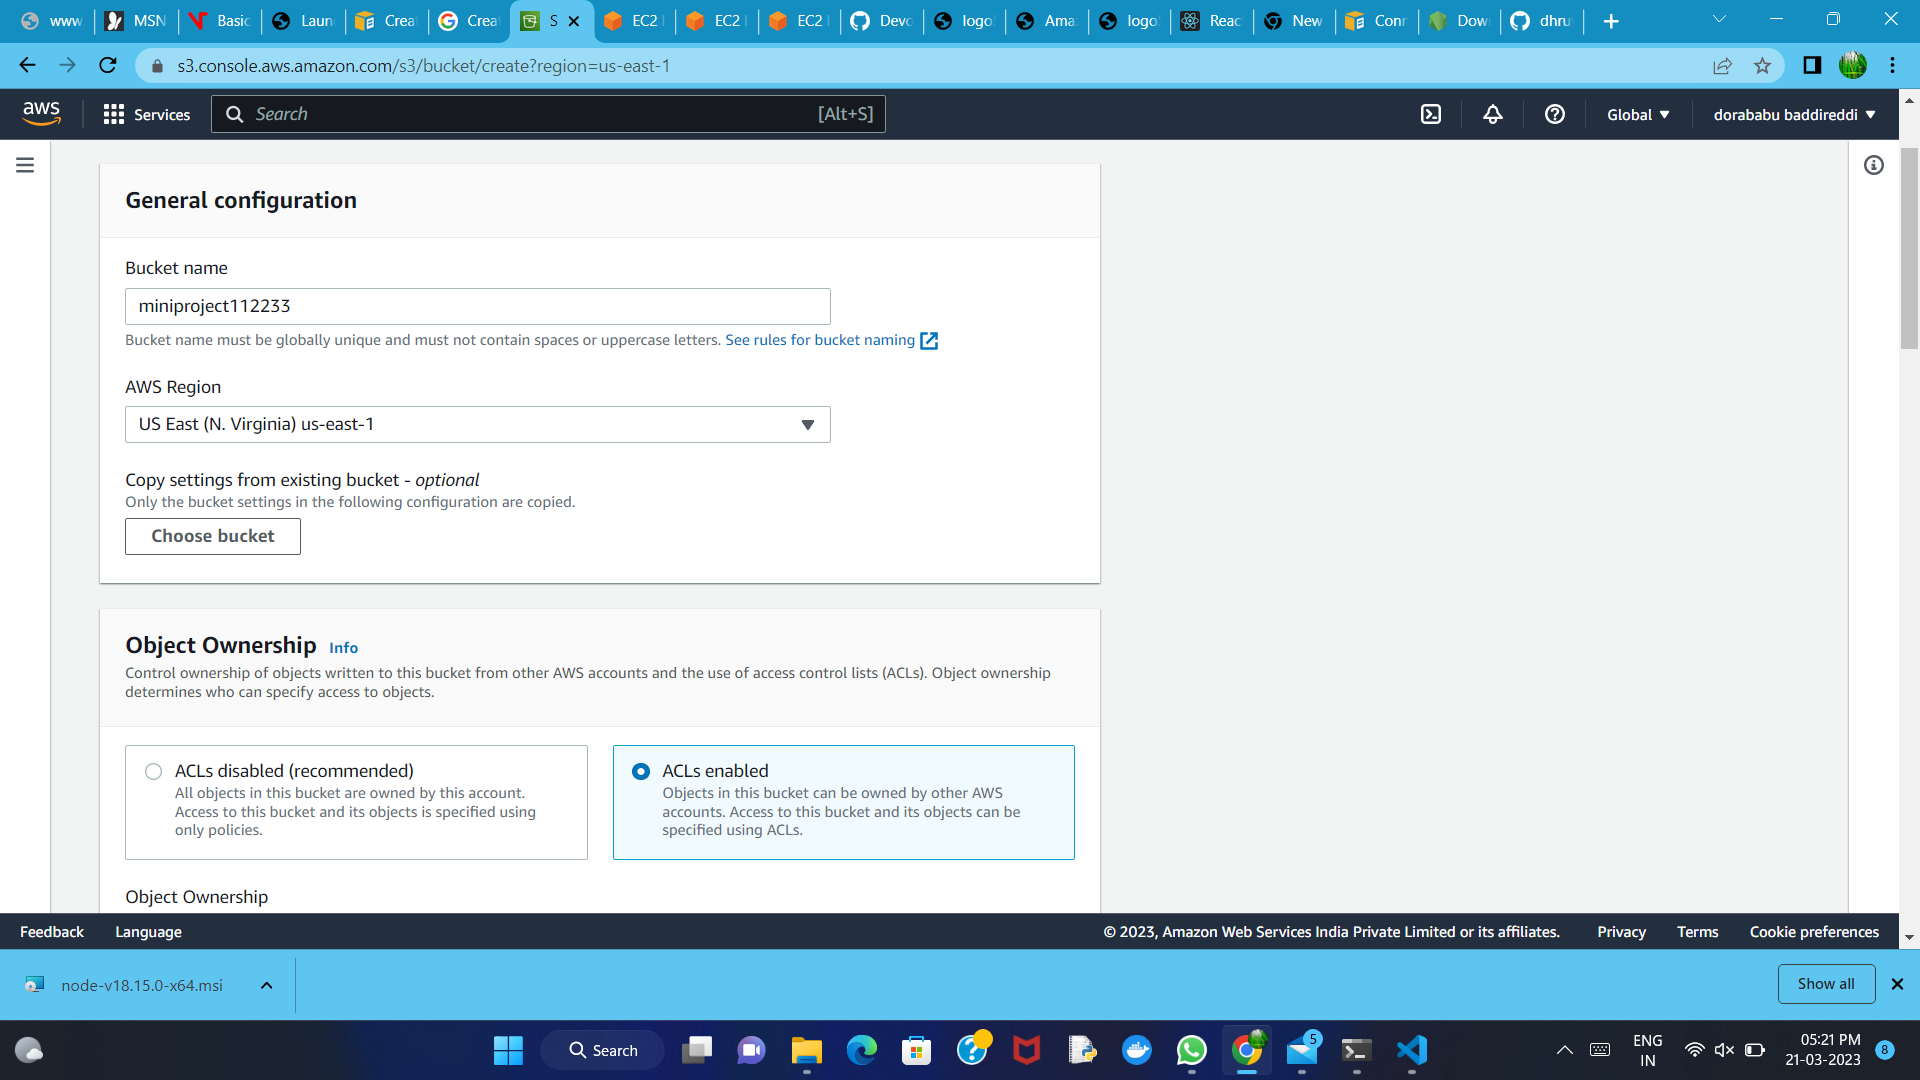 www
MSN
Basic
Laun
Crea
Crea
S
EC2
EC2
EC2
Devo
logo
Ama
logo
Reac
New
Conn
Dow
dhru
s3.console.aws.amazon.com/s3/bucket/create?region=us-east-1
aws
Services
Search
[Alt+S]
Global
dorababu baddireddi
General configuration
Bucket name
miniproject112233
Bucket name must be globally unique and must not contain spaces or uppercase letters. See rules for bucket naming
AWS Region
US East (N. Virginia) us-east-1
Copy settings from existing bucket - optional
Only the bucket settings in the following configuration are copied.
Choose bucket
Object Ownership Info
Control ownership of objects written to this bucket from other AWS accounts and the use of access control lists (ACLs). Object ownership
determines who can specify access to objects.
ACLs disabled (recommended)
All objects in this bucket are owned by this account.
Access to this bucket and its objects is specified using
only policies.
ACLs enabled
Objects in this bucket can be owned by other AWS
accounts. Access to this bucket and its objects can be
specified using ACLs.
Object Ownership
Feedback
Language
© 2023, Amazon Web Services India Private Limited or its affiliates.
Privacy
Terms
Cookie preferences
node-v18.15.0-x64.msi
Show all
Search
5
ENG
IN
05:21 PM
21-03-2023
8